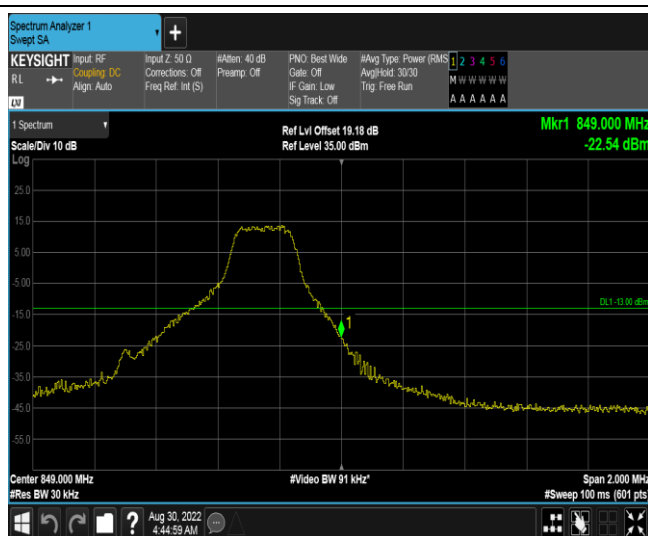 Spectrum Analyzer 1
Swept SA
+
KEYSIGHT
RL
Input: RF
Coupling: DC
Align: Auto
Input Z: 50 Ω
Corrections: Off
Freq Ref: Int (S)
#Atten: 40 dB
Preamp: Off
PNO: Best Wide
Gate: Off
IF Gain: Low
Sig Track: Off
#Avg Type: Power (RMS
Avg|Hold: 30/30
Trig: Free Run
1 2 3 4 5 6
M W W W W W
A A A A A A
1 Spectrum
Scale/Div 10 dB
Ref Lvl Offset 19.18 dB
Ref Level 35.00 dBm
Mkr1 849.000 MHz
-22.54 dBm
Log
25.0
15.0
5.00
-5.00
DL1 -13.00 dBm
1
-15.0
-25.0
-35.0
-45.0
-55.0
Center 849.000 MHz
#Res BW 30 kHz
#Video BW 91 kHz*
Span 2.000 MHz
#Sweep 100 ms (601 pts)
?
Aug 30, 2022
4:44:59 AM